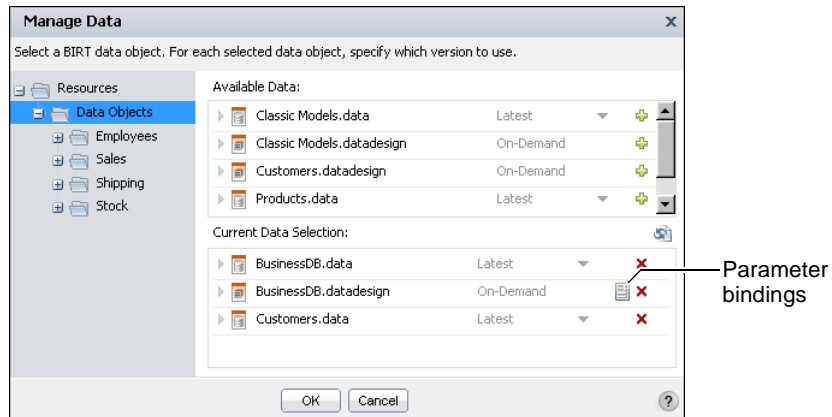 Manage Data
Select a BIRT data object. For each selected data object, specify which version to use.
Resources
Data Objects
Employees
Sales
Shipping
Stock
Available Data:
Classic Models.data Latest
Classic Models.datadesign On-Demand
Customers.datadesign On-Demand
Products.data Latest
Current Data Selection:
BusinessDB.data Latest
BusinessDB.datadesign On-Demand
Customers.data Latest
Parameter
bindings
OK Cancel ?